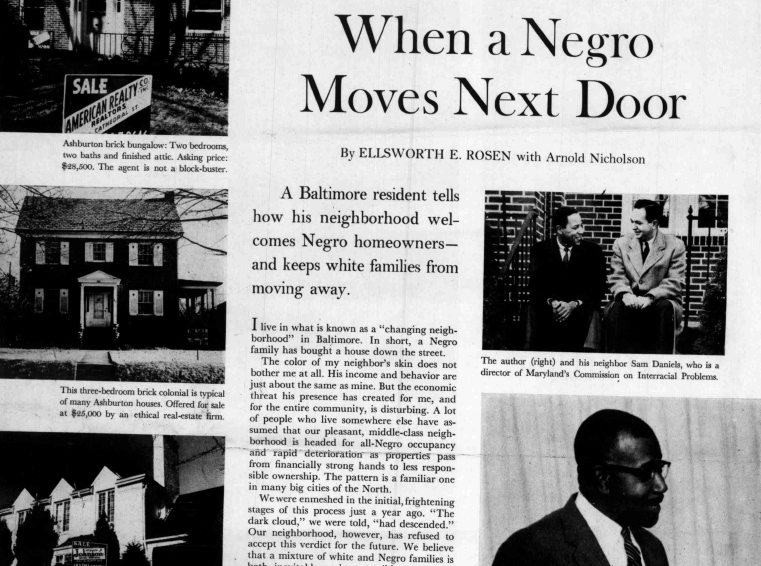 When a Negro
Moves Next Door
By ELLSWORTH E. ROSEN with Arnold Nicholson
SALE
AMERICAN REALTY CO.
INC.
REALTORS
CATHEDRAL ST.
Ashburton brick bungalow: Two bedrooms,
two baths and finished attic. Asking price:
$28,500. The agent is not a block-buster.
This three-bedroom brick colonial is typical
of many Ashburton houses. Offered for sale
at $25,000 by an ethical real-estate firm.
SALE
A Baltimore resident tells
how his neighborhood wel-
comes Negro homeowners—
and keeps white families from
moving away.
I live in what is known as a “changing neigh-
borhood” in Baltimore. In short, a Negro
family has bought a house down the street.
The color of my neighbor’s skin does not
bother me at all. His income and behavior are
just about the same as mine. But the economic
threat his presence has created for me, and
for the entire community, is disturbing. A lot
of people who live somewhere else have as-
sumed that our pleasant, middle-class neigh-
borhood is headed for all-Negro occupancy
and rapid deterioration as properties pass
from financially strong hands to less respon-
sible ownership. The pattern is a familiar one
in many big cities of the North.
We were enmeshed in the initial, frightening
stages of this process just a year ago. “The
dark cloud,” we were told, “had descended.”
Our neighborhood, however, has refused to
accept this verdict for the future. We believe
that a mixture of white and Negro families is
The author (right) and his neighbor Sam Daniels, who is a
director of Maryland’s Commission on Interracial Problems.